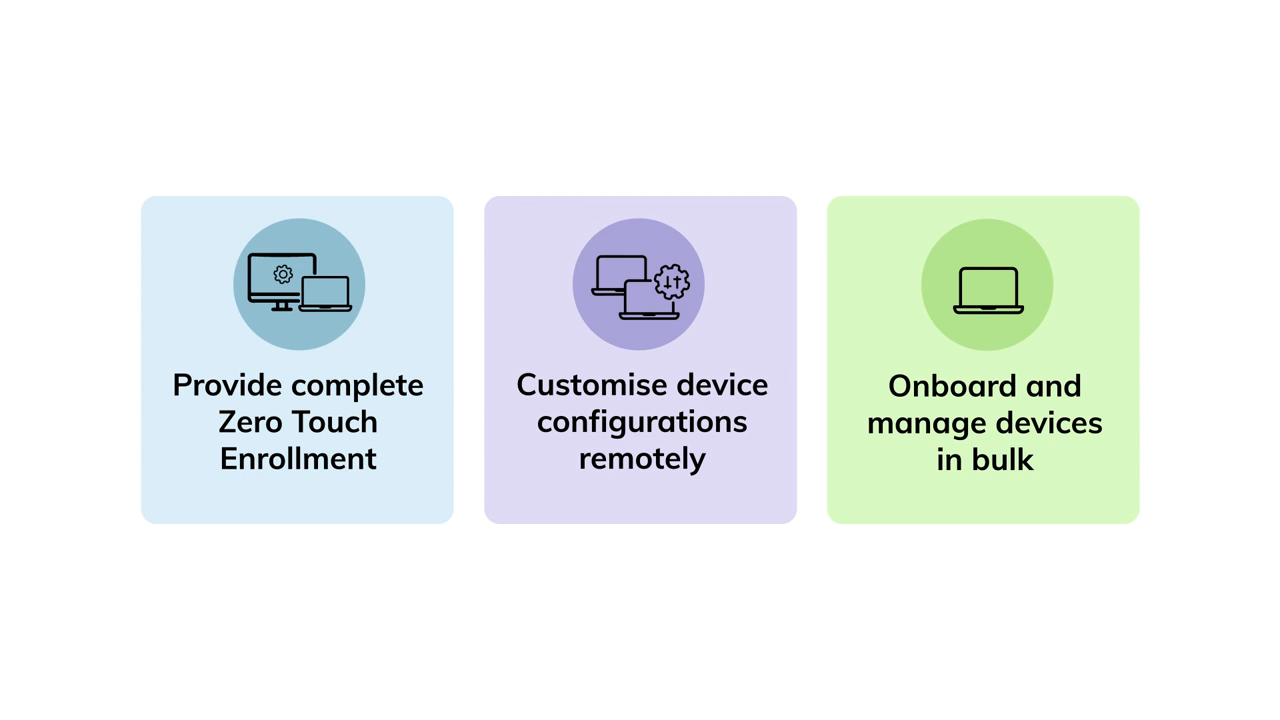 Provide complete
Zero Touch
Enrollment
Customise device
configurations
remotely
Onboard and
manage devices
in bulk